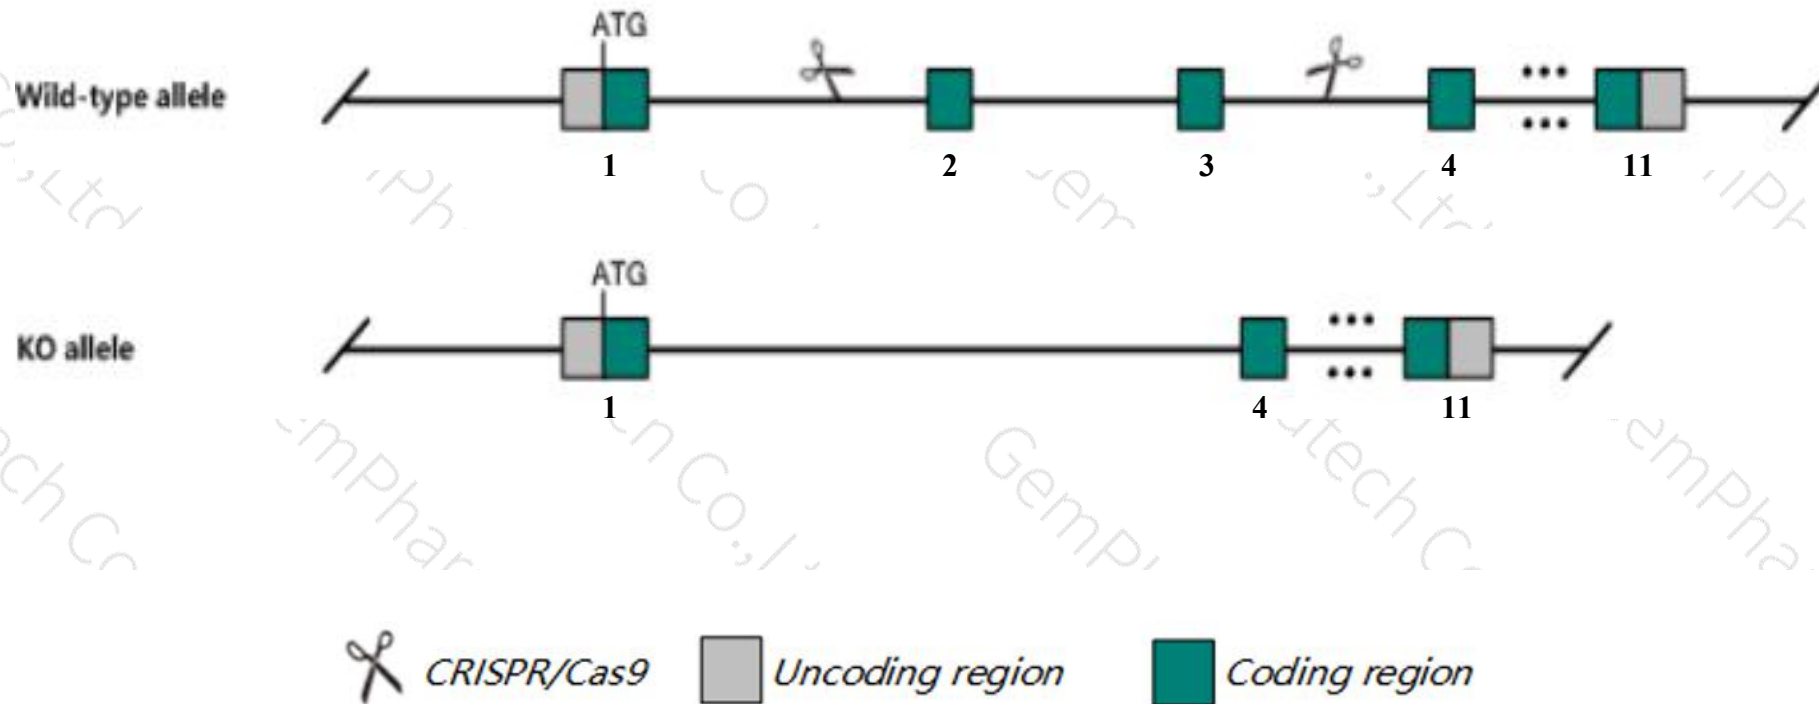 ATG
Wild-type allele
1 2 3 4 11
ATG
KO allele
1 4 11
CRISPR/Cas9 Uncoding region Coding region